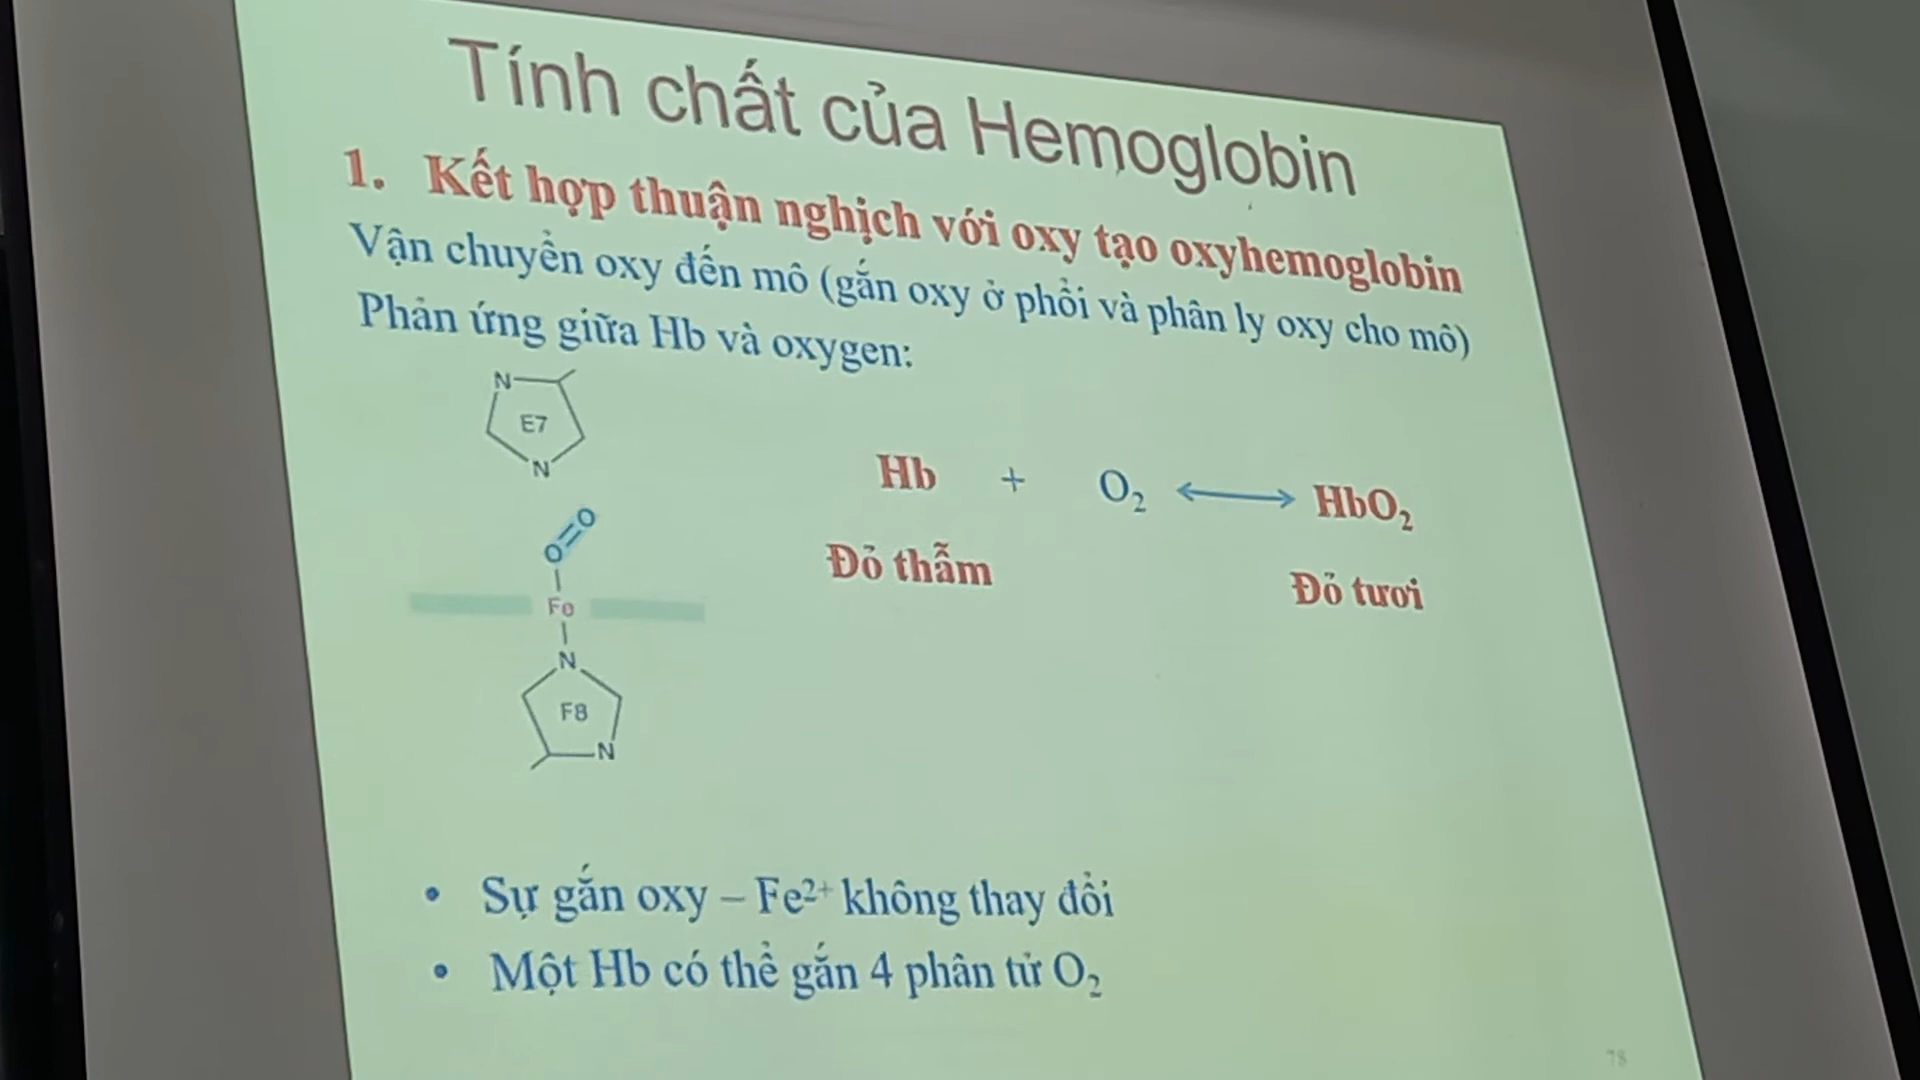 Tính chất của Hemoglobin
1. Kết hợp thuận nghịch với oxy tạo oxyhemoglobin
Vận chuyển oxy đến mô (gắn oxy ở phổi và phân ly oxy cho mô)
Phản ứng giữa Hb và oxygen:
N
E7
N
Hb + O₂ ⟷ HbO₂
O
O
Đỏ thẫm Đỏ tươi
Fe
N
F8
N
• Sự gắn oxy – Fe²⁺ không thay đổi
• Một Hb có thể gắn 4 phân tử O₂
78